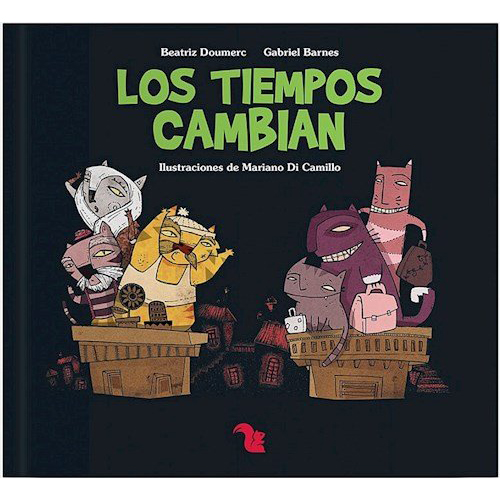 Beatriz Doumerc Gabriel Barnes
LOS TIEMPOS
CAMBIAN
Ilustraciones de Mariano Di Camillo